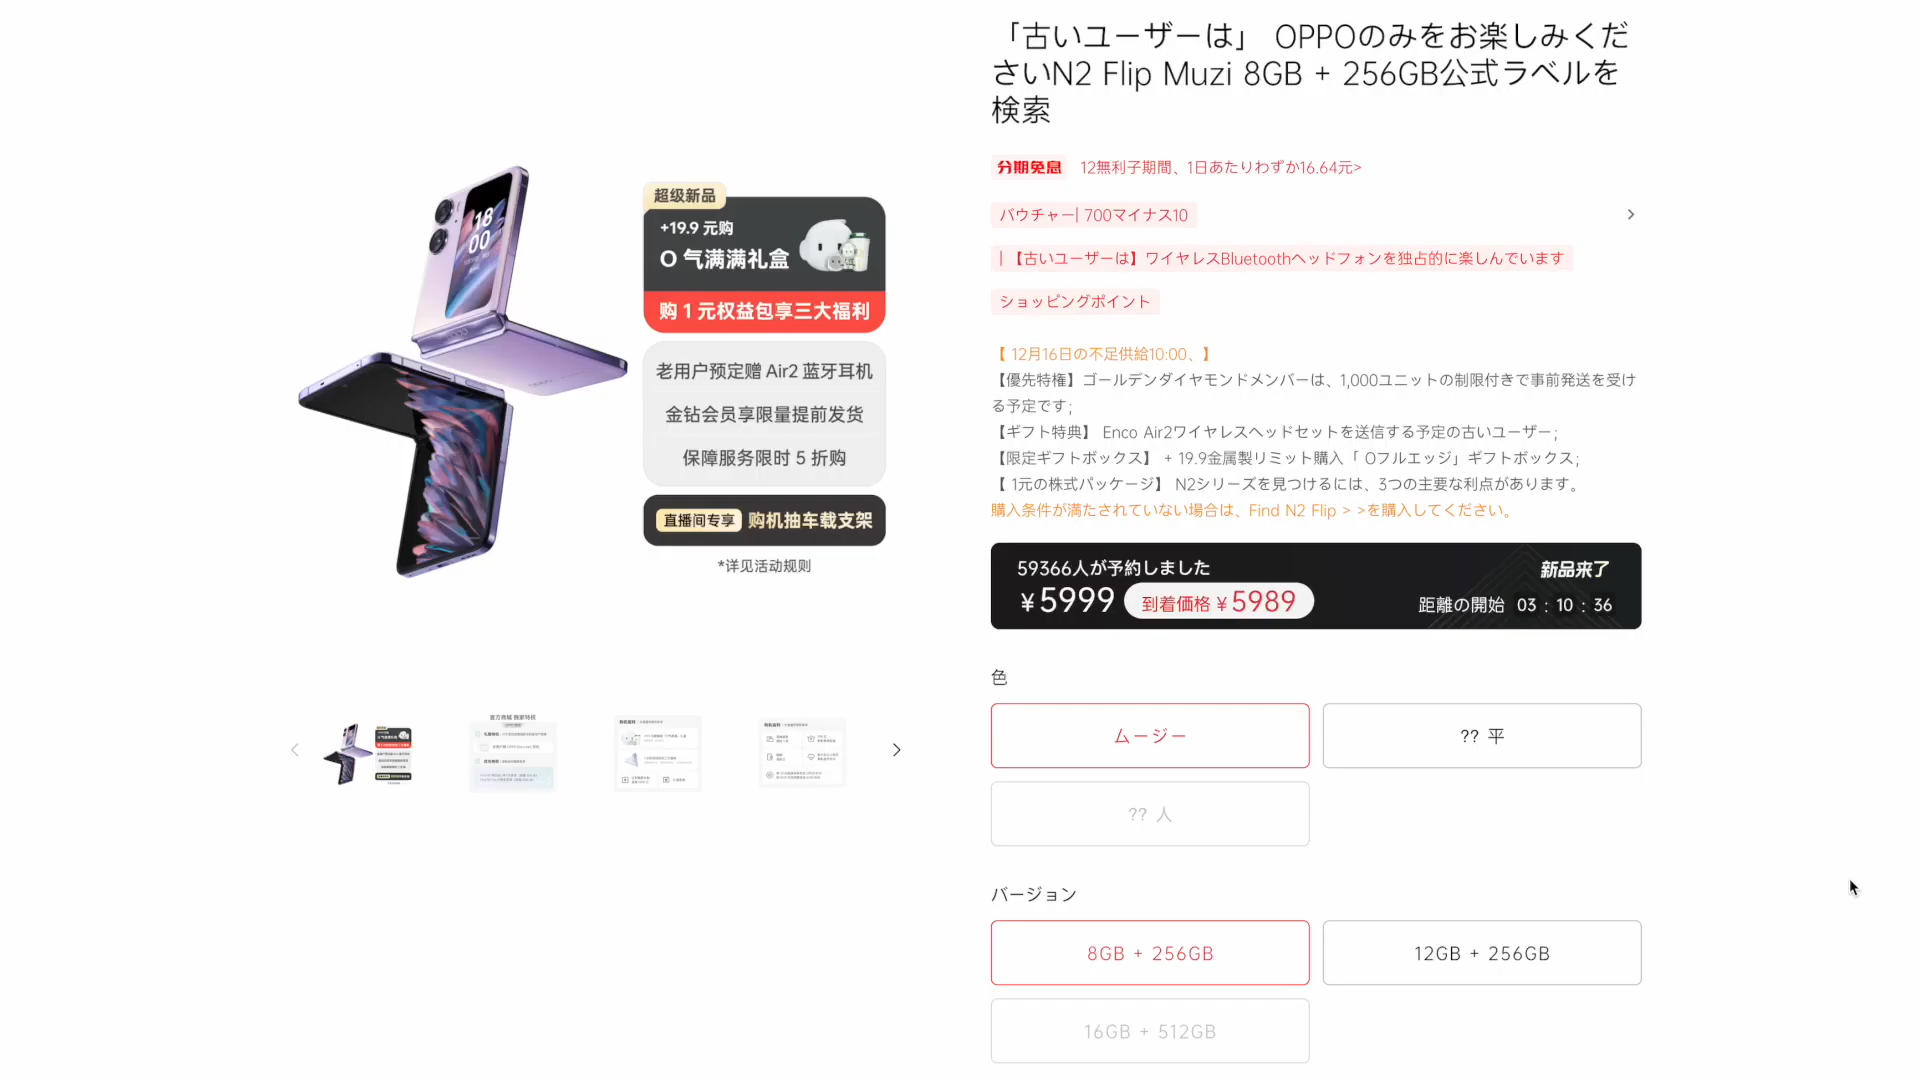 「古いユーザーは」 OPPOのみをお楽しみくだ
さいN2 Flip Muzi 8GB + 256GB公式ラベルを
検索
分期免息 12無利子期間、1日あたりわずか16.64元>
バウチャー| 700マイナス10
| 【古いユーザーは】ワイヤレスBluetoothヘッドフォンを独占的に楽しんでいます
ショッピングポイント
【 12月16日の不足供給10:00、】
【優先特権】ゴールデンダイヤモンドメンバーは、1,000ユニットの制限付きで事前発送を受け
る予定です;
【ギフト特典】 Enco Air2ワイヤレスヘッドセットを送信する予定の古いユーザー;
【限定ギフトボックス】 + 19.9金属製リミット購入「 Oフルエッジ」ギフトボックス;
【 1元の株式パッケージ】 N2シリーズを見つけるには、3つの主要な利点があります。
購入条件が満たされていない場合は、Find N2 Flip > >を購入してください。
59366人が予約しました
新品来了
¥5999 到着価格 ¥5989
距離の開始 03 : 10 : 36
色
ムージー
?? 平
?? 人
バージョン
8GB + 256GB
12GB + 256GB
16GB + 512GB
超级新品
+19.9 元购
O 气满满礼盒
购 1 元权益包享三大福利
老用户预定赠 Air2 蓝牙耳机
金钻会员享限量提前发货
保障服务限时 5 折购
直播间专享 购机抽车载支架
*详见活动规则
18
00